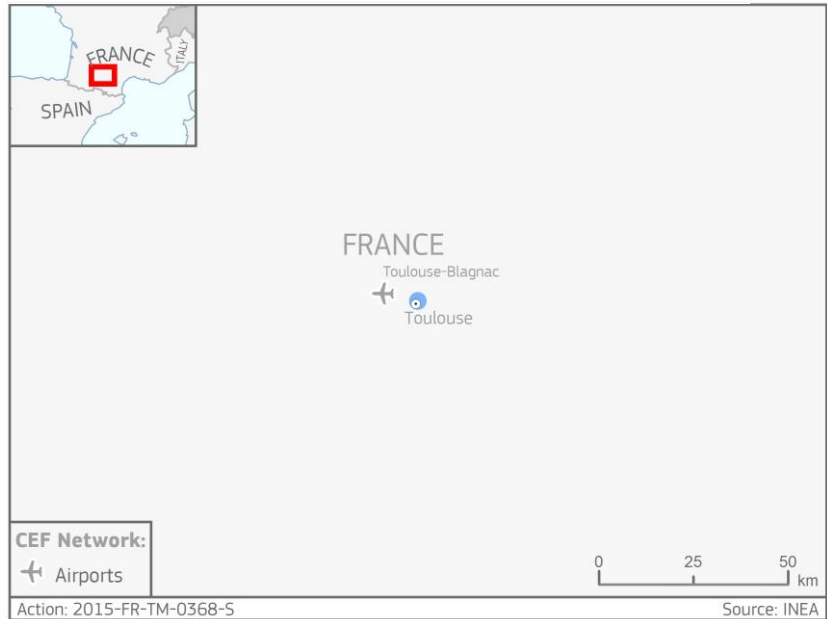 FRANCE
ITALY
SPAIN
FRANCE
Toulouse-Blagnac
Toulouse
CEF Network:
Airports
0 25 50
km
Action: 2015-FR-TM-0368-S
Source: INEA